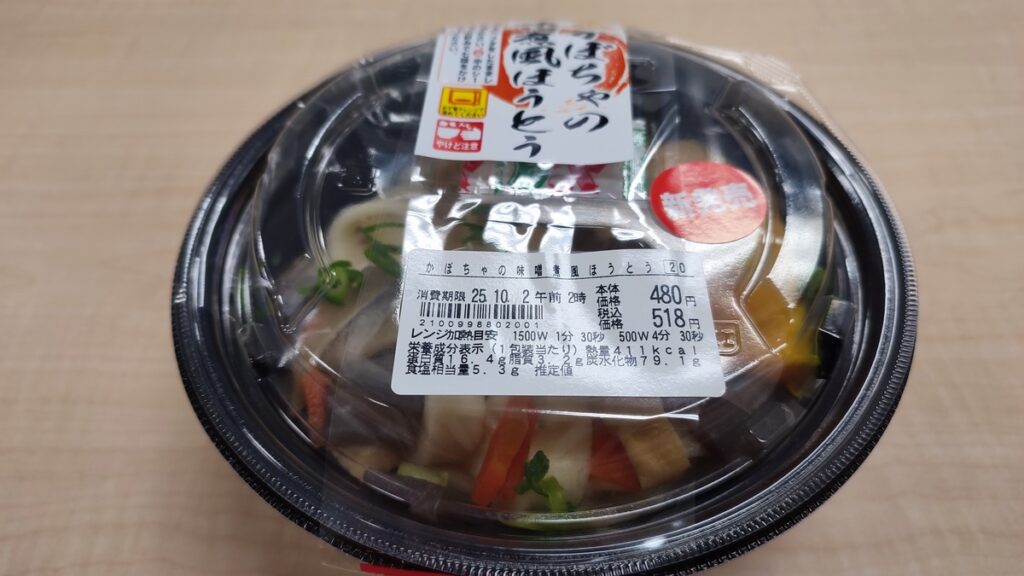 ぼちゃの
風ほうとう
やけど注意
新発売
かぼちゃの味噌煮風ほうとう 20
消費期限 25.10. 2 午前 2時
本体価格 480円
税込価格 518円
2100998802001
レンジ加熱目安 1500W 1分 30秒 500W 4分 30秒
栄養成分表示(1包装当たり)熱量411kcal
蛋白質16.4g脂質3.2g炭水化物79.1g
食塩相当量5.3g 推定値